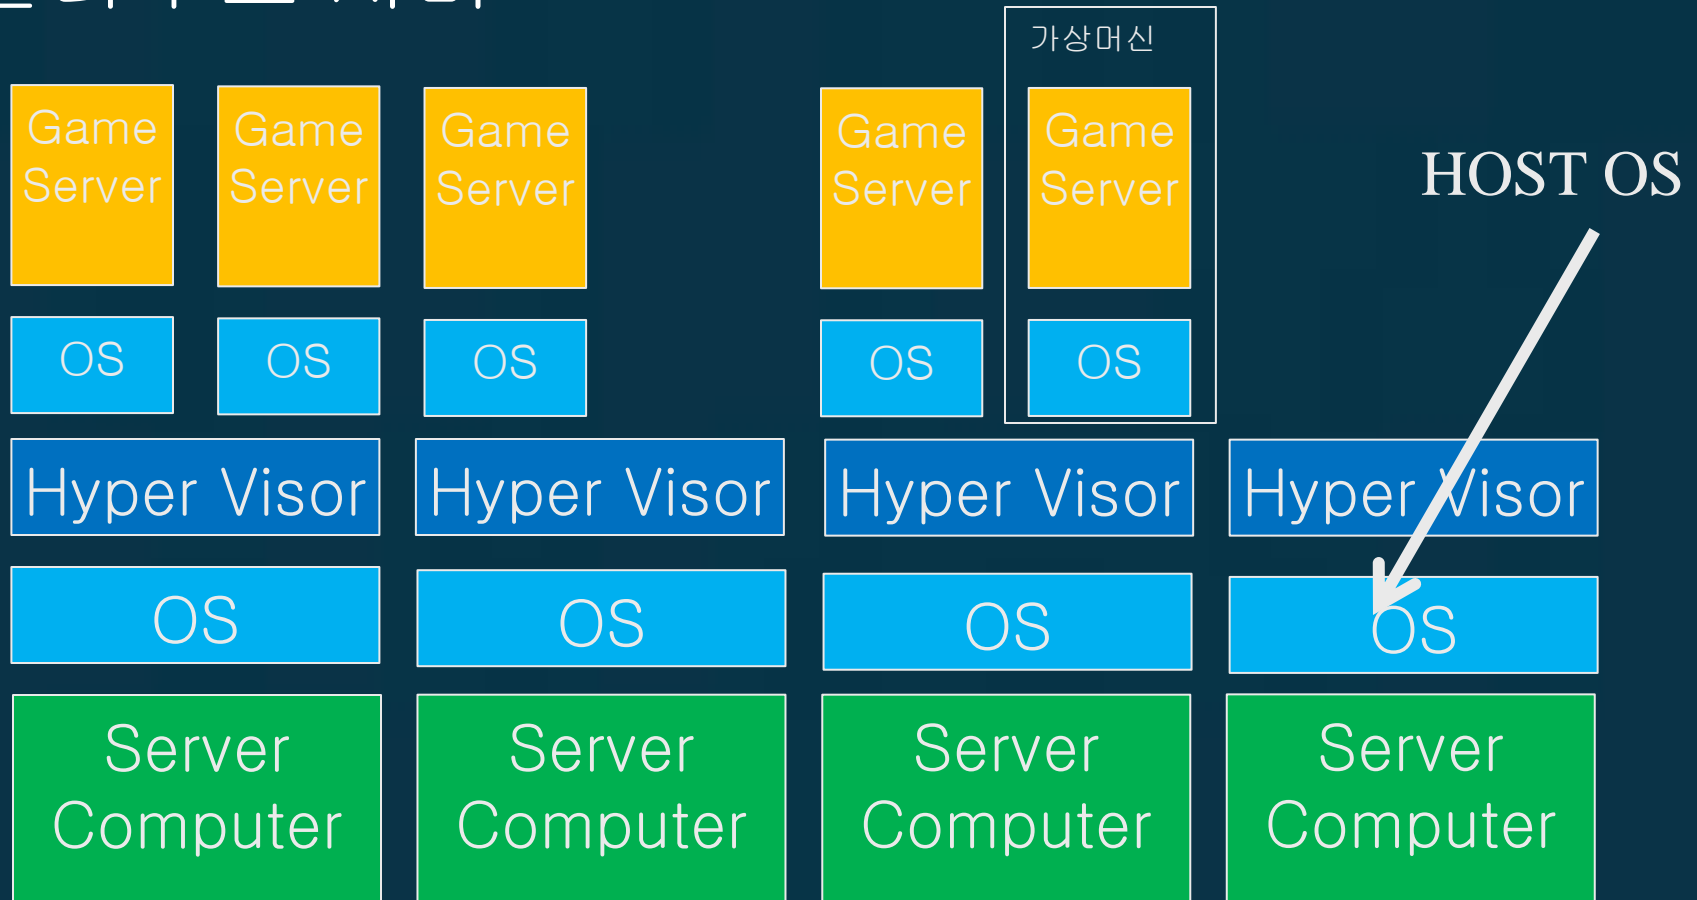 가상머신
Game Game Game Game Game
Server Server Server Server Server
HOST OS
OS OS OS OS OS
Hyper Visor Hyper Visor Hyper Visor Hyper Visor
OS OS OS OS
Server Server Server Server
Computer Computer Computer Computer